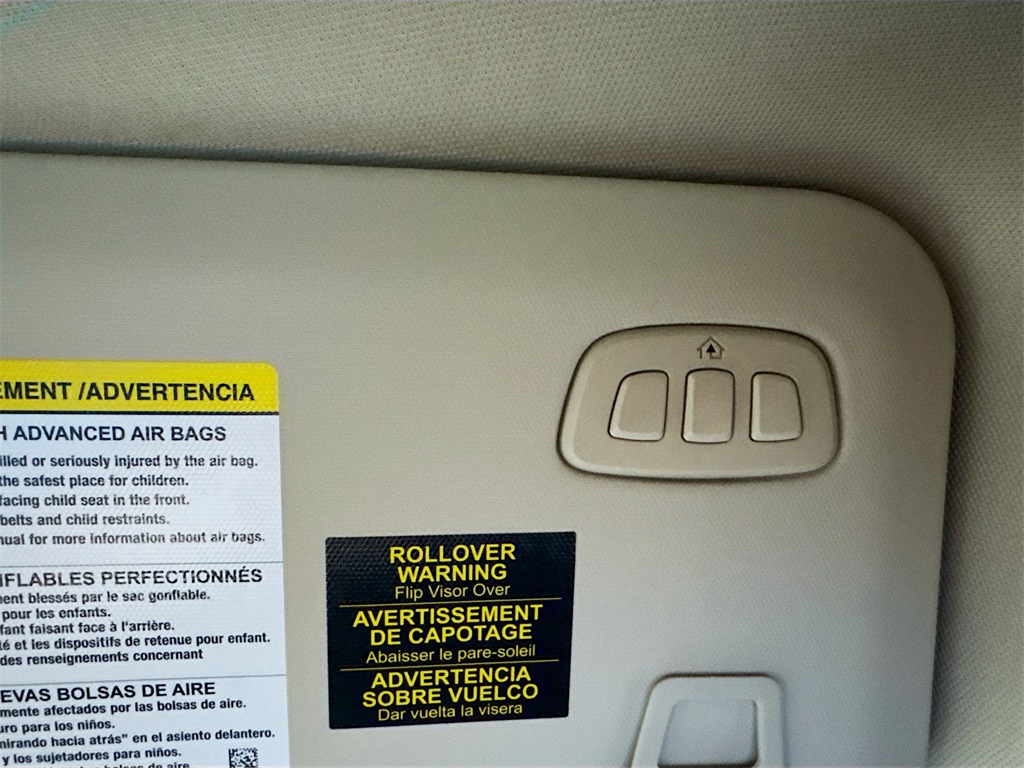 EMENT /ADVERTENCIA
H ADVANCED AIR BAGS
illed or seriously injured by the air bag.
the safest place for children.
facing child seat in the front.
belts and child restraints.
nual for more information about air bags.
NFLABLES PERFECTIONNÉS
ment blessés par le sac gonflable.
pour les enfants.
fant faisant face à l'arrière.
té et les dispositifs de retenue pour enfant.
des renseignements concernant
EVAS BOLSAS DE AIRE
mente afectados por las bolsas de aire.
uro para los niños.
mirando hacia atrás" en el asiento delantero.
y los sujetadores para niños.
bolsas de aire
ROLLOVER
WARNING
Flip Visor Over
AVERTISSEMENT
DE CAPOTAGE
Abaisser le pare-soleil
ADVERTENCIA
SOBRE VUELCO
Dar vuelta la visera